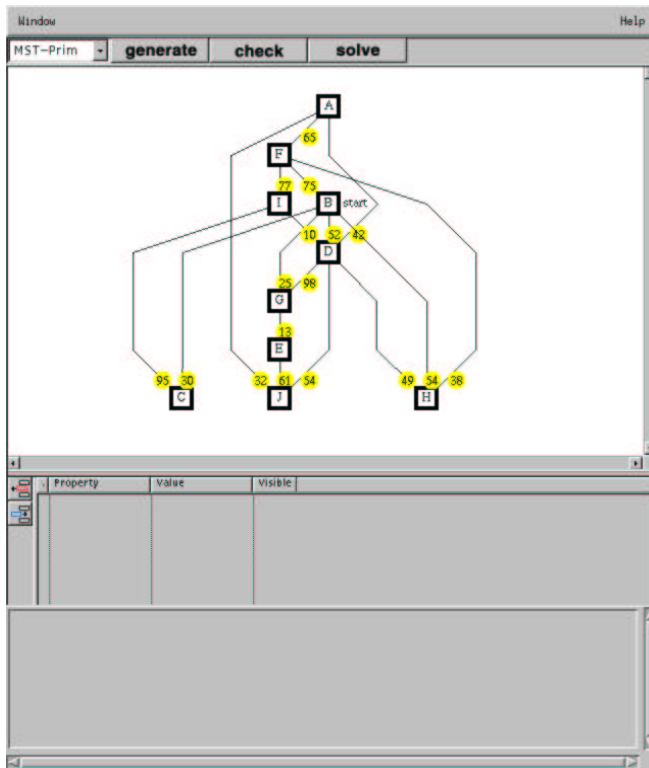 Window Help
MST-Prim generate check solve
A
65
F
77 75
I B start
10 52 42
D
25 98
G
13
E
95 30 32 61 54 49 54 38
C J H
Property Value Visible